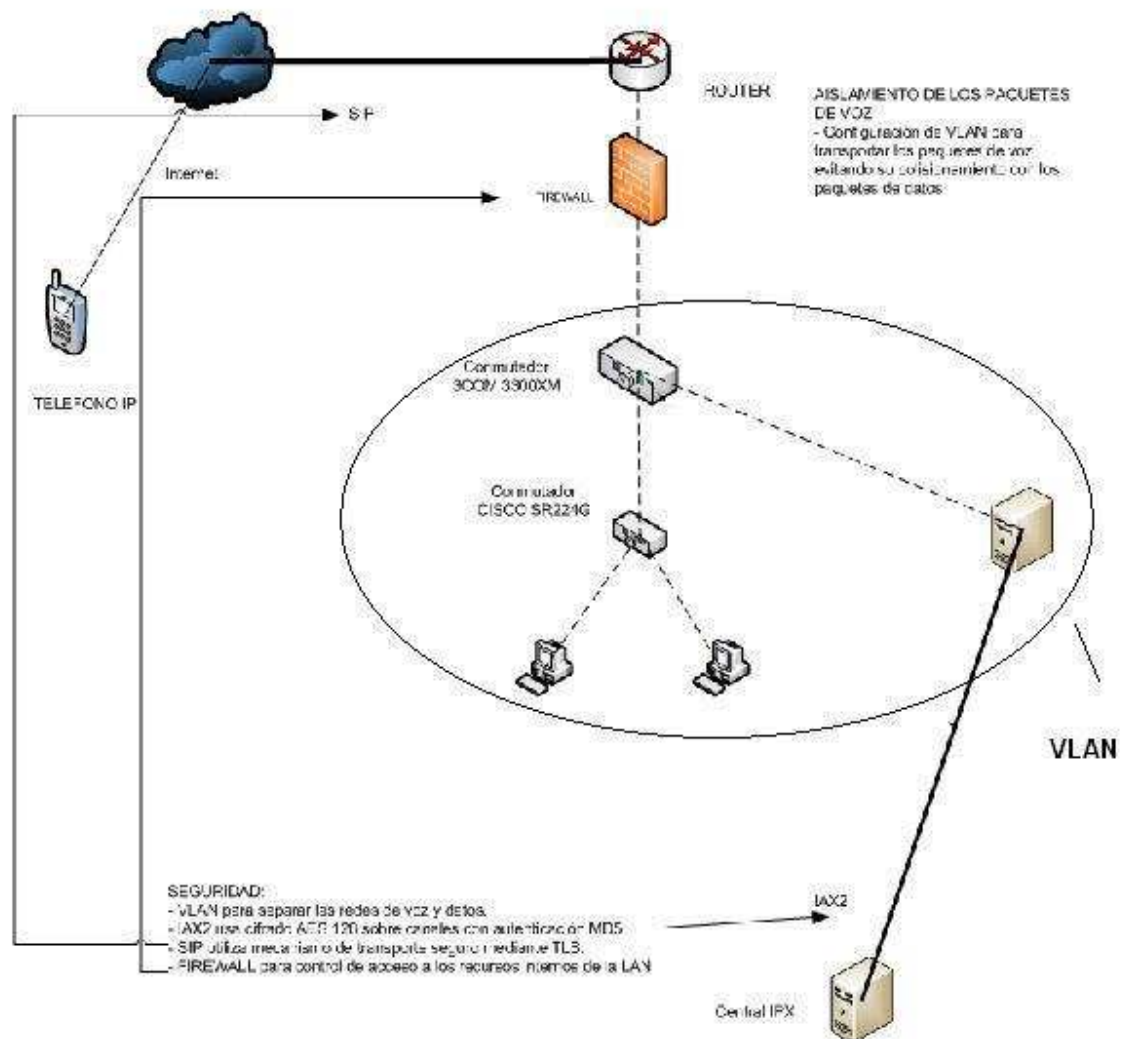 ROUTER
AISLAMIENTO DE LOS PAQUETES
DE VOZ
- Configuración de VLAN para
transportar los paquetes de voz
evitando su colisionamiento con los
paquetes de datos
SIP
Internet
FIREWALL
Conmutador
3COM 3300XM
TELEFONO IP
Conmutador
CISCO SR224G
VLAN
SEGURIDAD:
- VLAN para separar las redes de voz y datos.
- IAX2 usa cifrado AES 128 sobre canales con autenticación MD5
- SIP utiliza mecanismo de transporte seguro mediante TLS.
- FIREWALL para control de acceso a los recursos internos de la LAN
IAX2
Central